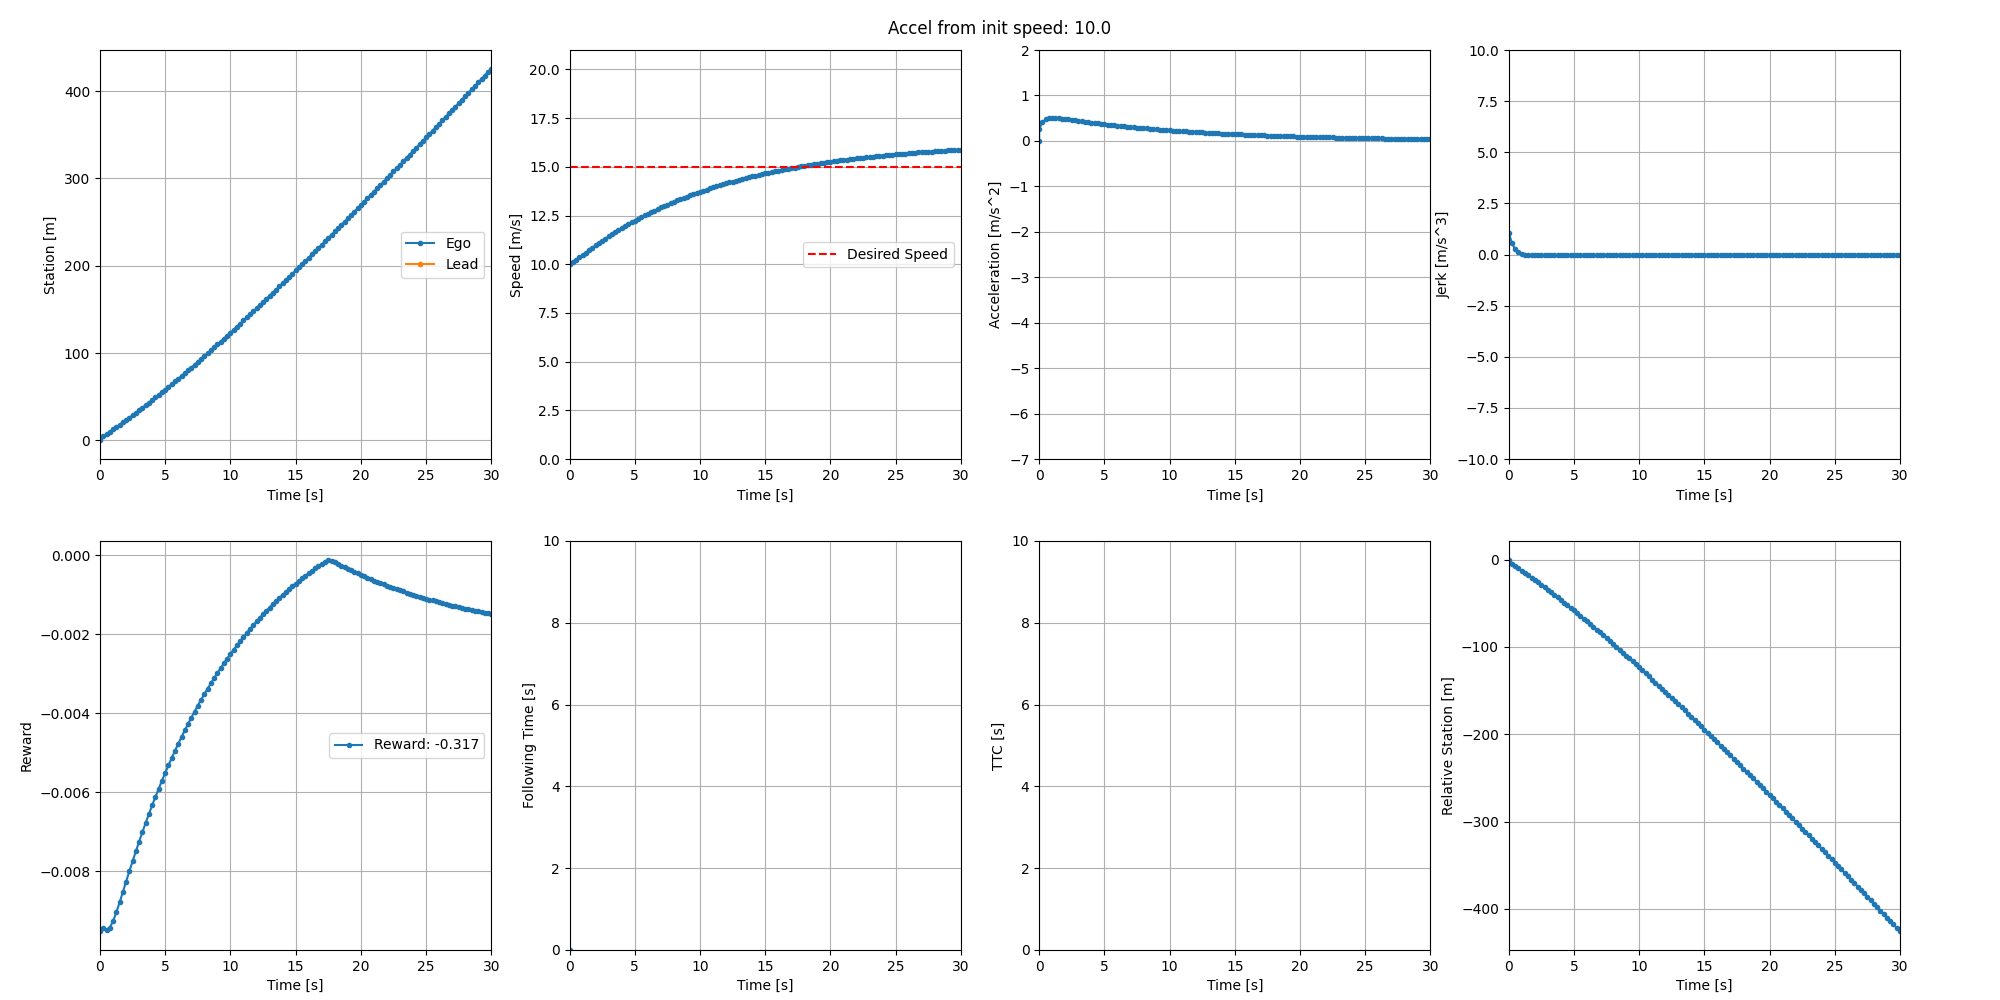 Accel from init speed: 10.0
Station [m]
400
300
200
100
0
0 5 10 15 20 25 30
Time [s]
Ego
Lead
Speed [m/s]
20.0
17.5
15.0
12.5
10.0
7.5
5.0
2.5
0.0
0 5 10 15 20 25 30
Time [s]
Desired Speed
Acceleration [m/s^2]
2
1
0
−1
−2
−3
−4
−5
−6
−7
0 5 10 15 20 25 30
Time [s]
Jerk [m/s^3]
10.0
7.5
5.0
2.5
0.0
−2.5
−5.0
−7.5
−10.0
0 5 10 15 20 25 30
Time [s]
Reward
0.000
−0.002
−0.004
−0.006
−0.008
0 5 10 15 20 25 30
Time [s]
Reward: -0.317
Following Time [s]
10
8
6
4
2
0
0 5 10 15 20 25 30
Time [s]
TTC [s]
10
8
6
4
2
0
0 5 10 15 20 25 30
Time [s]
Relative Station [m]
0
−100
−200
−300
−400
0 5 10 15 20 25 30
Time [s]